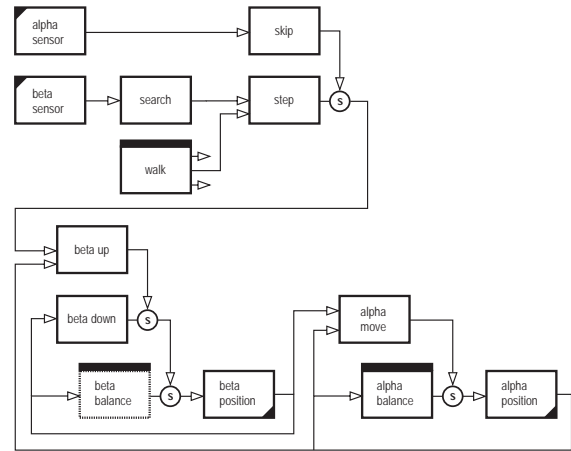 alpha
sensor
skip
beta
sensor
search
step
s
walk
beta up
beta down
s
alpha
move
beta
balance
s
beta
position
alpha
balance
s
alpha
position